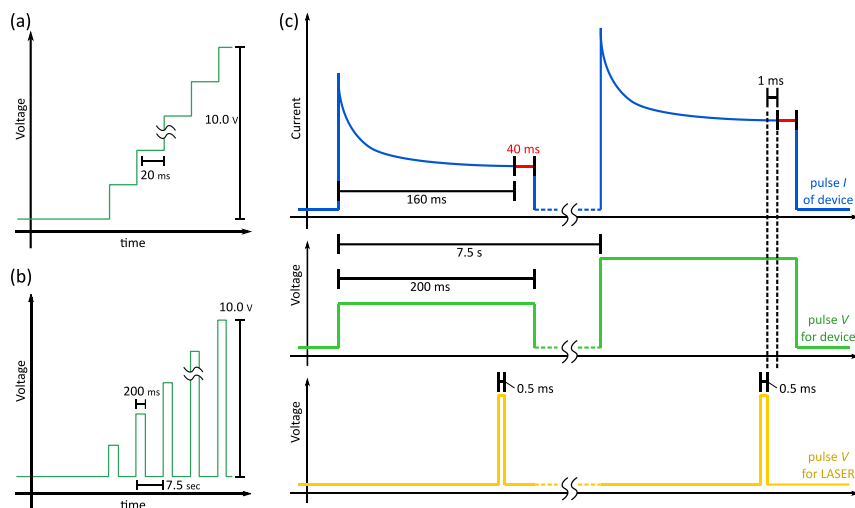 (a)
Voltage
20 ms
10.0 V
time
(b)
Voltage
200 ms
7.5 sec
10.0 V
time
(c)
Current
40 ms
160 ms
1 ms
pulse I
of device
Voltage
7.5 s
200 ms
pulse V
for device
Voltage
0.5 ms
0.5 ms
pulse V
for LASER